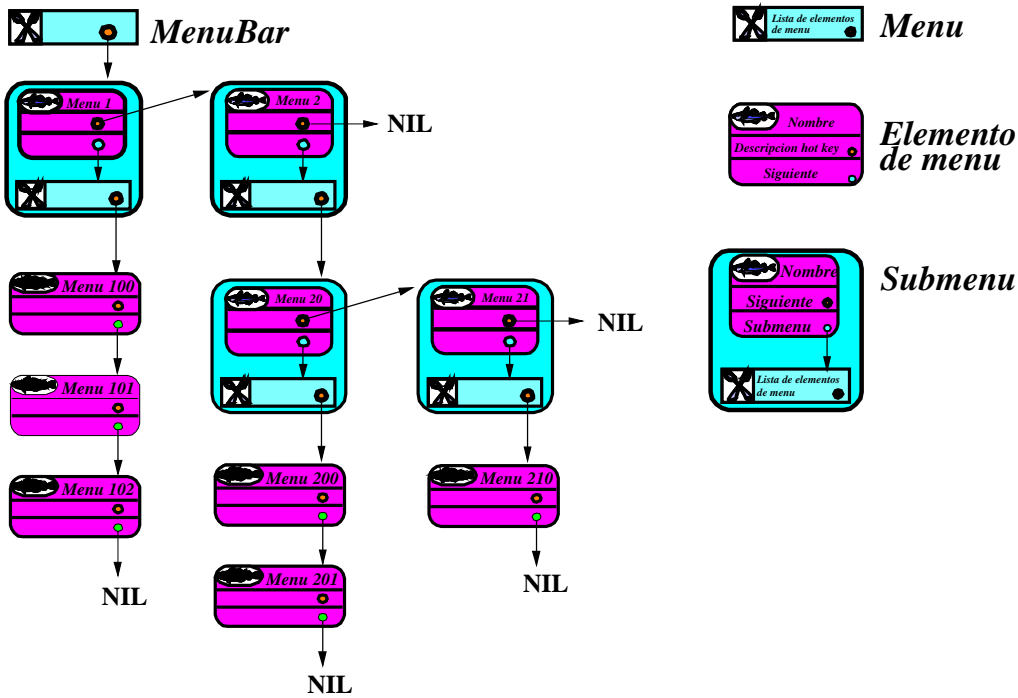 MenuBar
Menu 1
Menu 2
NIL
Menu 100
Menu 101
Menu 102
NIL
Menu 20
Menu 21
NIL
Menu 200
Menu 201
NIL
Menu 210
NIL
Lista de elementos
de menu
Menu
Nombre
Descripcion hot key
Siguiente
Elemento
de menu
Nombre
Siguiente
Submenu
Lista de elementos
de menu
Submenu